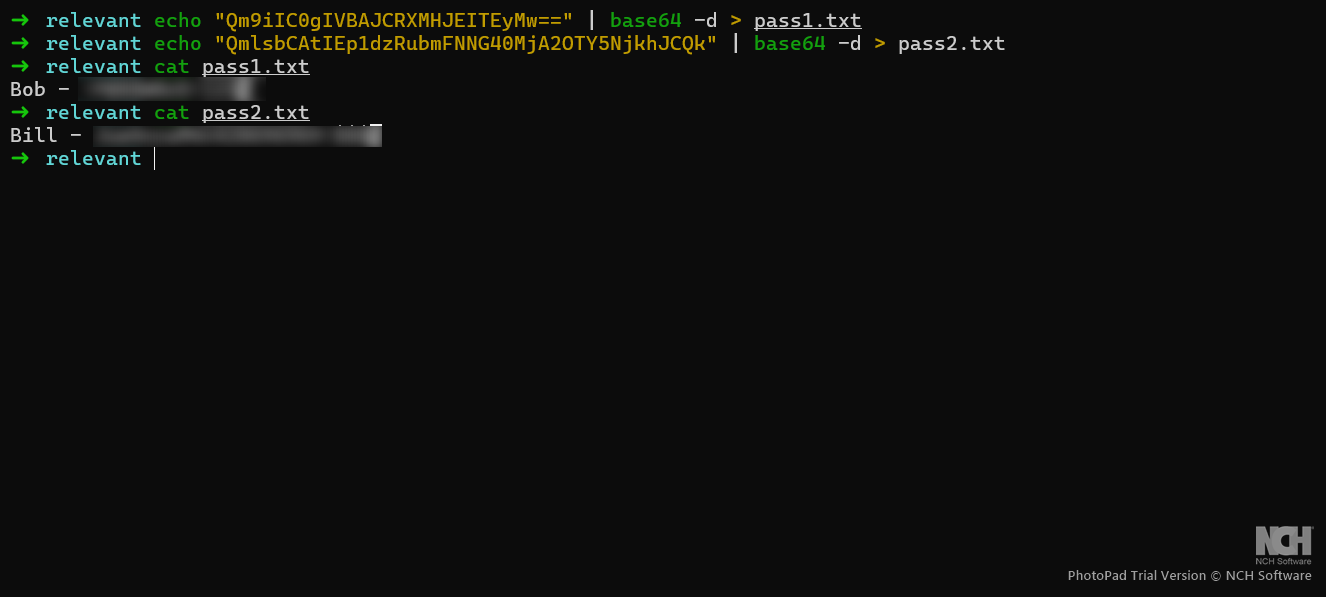 ➜ relevant echo "Qm9iIC0gIVBAJCRXMHJEITEyMw==" | base64 -d > pass1.txt
➜ relevant echo "QmlsbCAtIEp1dzRubmFNNG40MjA2OTY5NjkhJCQk" | base64 -d > pass2.txt
➜ relevant cat pass1.txt
Bob -
➜ relevant cat pass2.txt
Bill -
➜ relevant
NCH
NCH Software
PhotoPad Trial Version © NCH Software